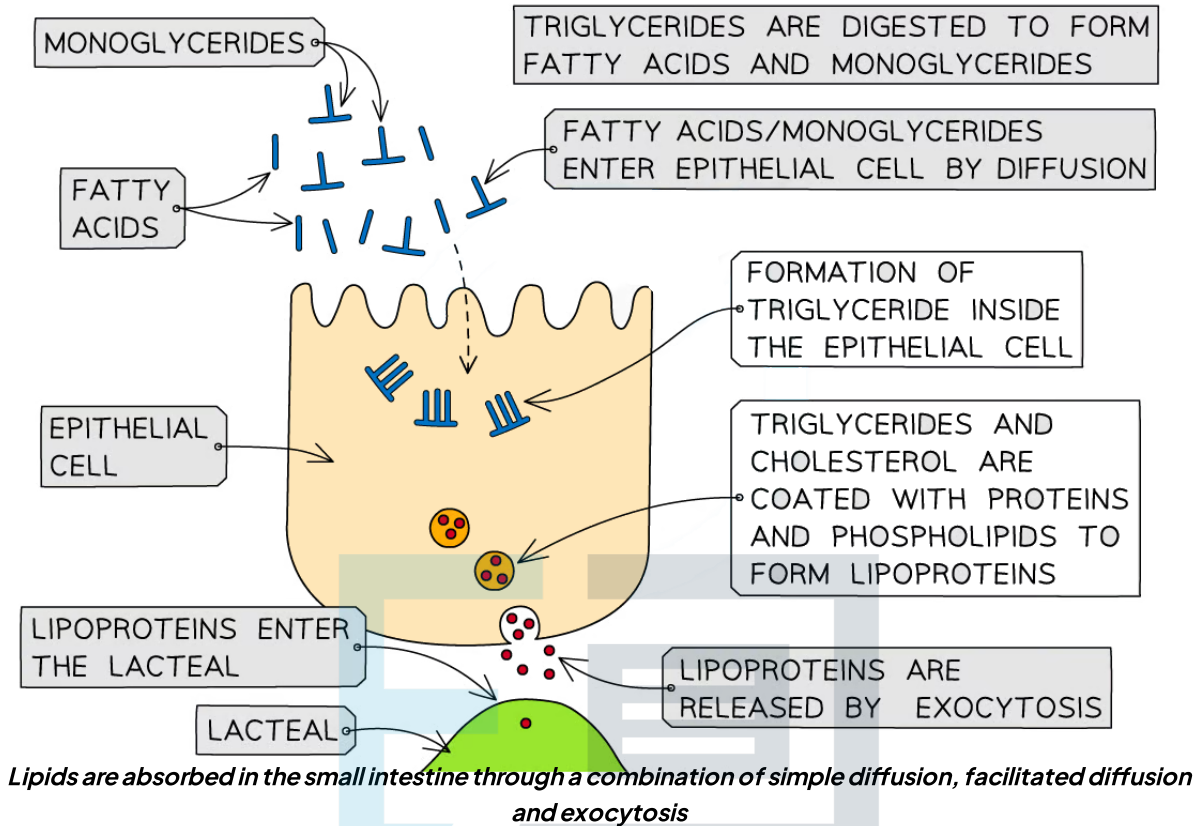 MONOGLYCERIDES
TRIGLYCERIDES ARE DIGESTED TO FORM
FATTY ACIDS AND MONOGLYCERIDES
FATTY ACIDS/MONOGLYCERIDES
ENTER EPITHELIAL CELL BY DIFFUSION
FATTY
ACIDS
FORMATION OF
TRIGLYCERIDE INSIDE
THE EPITHELIAL CELL
EPITHELIAL
CELL
TRIGLYCERIDES AND
CHOLESTEROL ARE
COATED WITH PROTEINS
AND PHOSPHOLIPIDS TO
FORM LIPOPROTEINS
LIPOPROTEINS ENTER
THE LACTEAL
LIPOPROTEINS ARE
RELEASED BY EXOCYTOSIS
LACTEAL
Lipids are absorbed in the small intestine through a combination of simple diffusion, facilitated diffusion
and exocytosis